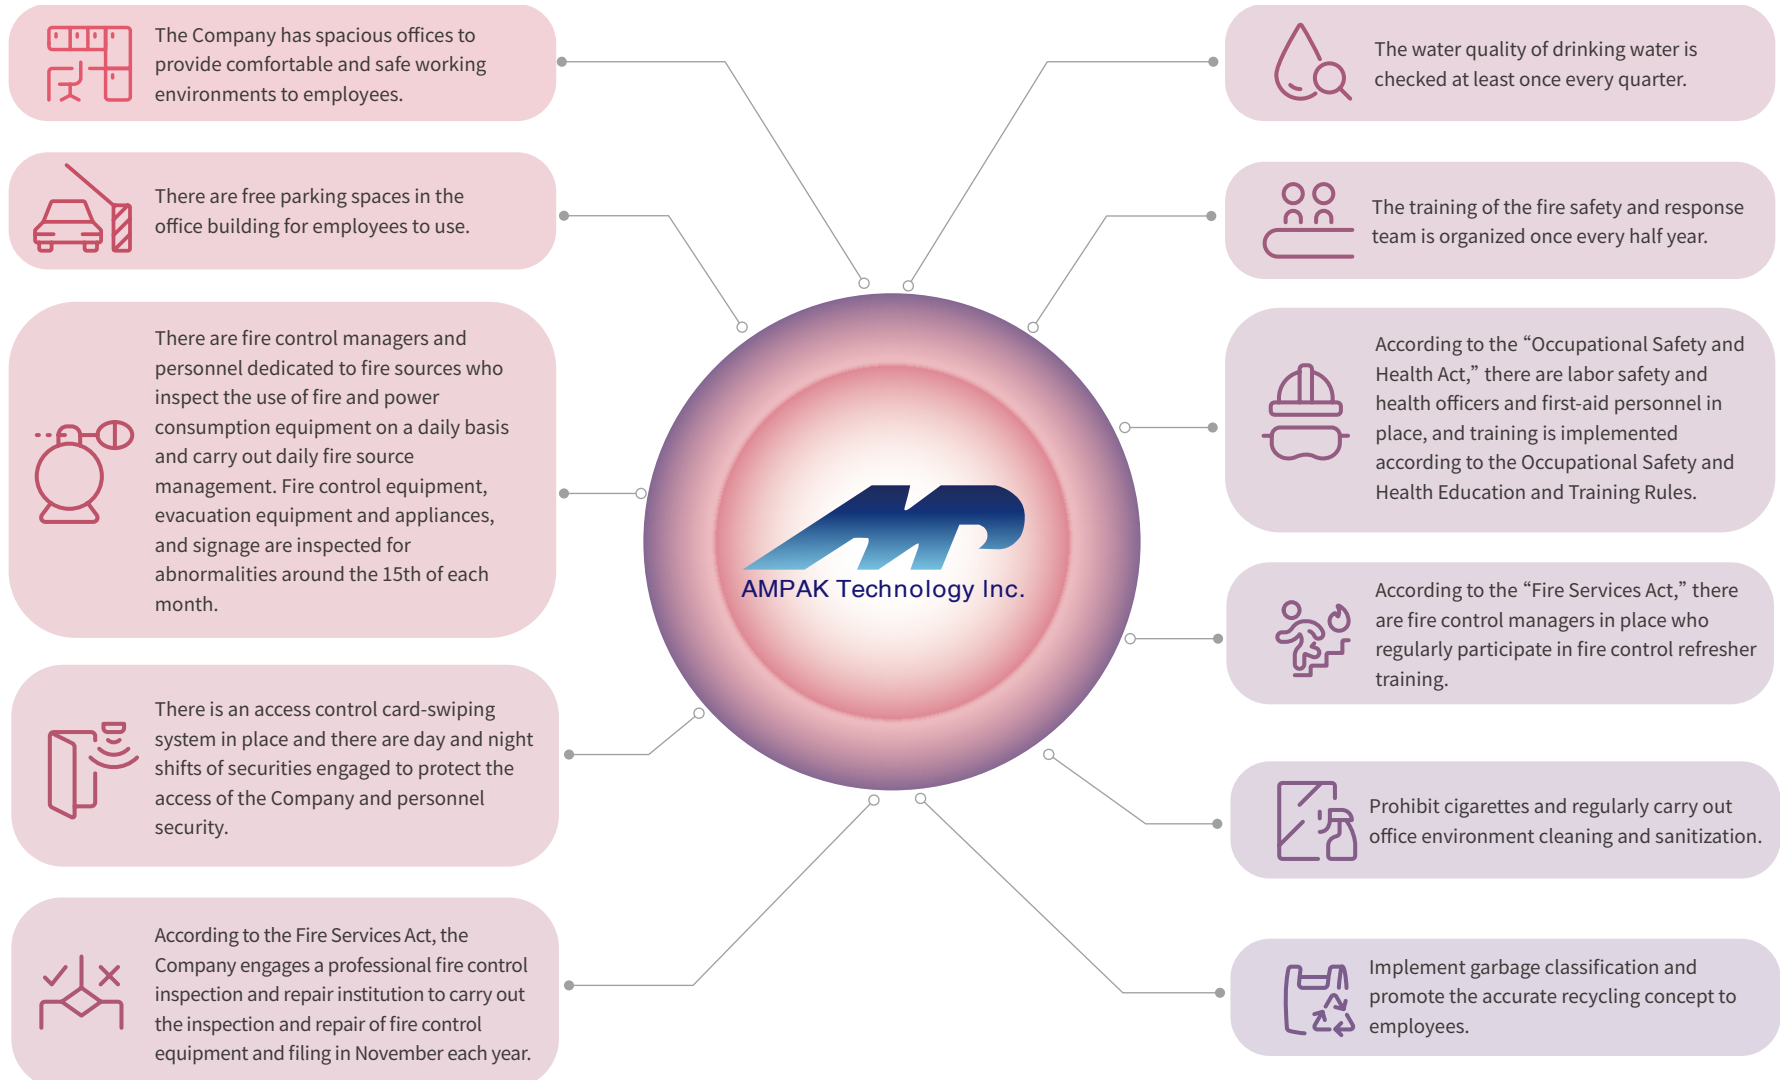 The Company has spacious offices to
provide comfortable and safe working
environments to employees.
There are free parking spaces in the
office building for employees to use.
There are fire control managers and
personnel dedicated to fire sources who
inspect the use of fire and power
consumption equipment on a daily basis
and carry out daily fire source
management. Fire control equipment,
evacuation equipment and appliances,
and signage are inspected for
abnormalities around the 15th of each
month.
There is an access control card-swiping
system in place and there are day and night
shifts of securities engaged to protect the
access of the Company and personnel
security.
According to the Fire Services Act, the
Company engages a professional fire control
inspection and repair institution to carry out
the inspection and repair of fire control
equipment and filing in November each year.
AMPAK Technology Inc.
The water quality of drinking water is
checked at least once every quarter.
The training of the fire safety and response
team is organized once every half year.
According to the “Occupational Safety and
Health Act,” there are labor safety and
health officers and first-aid personnel in
place, and training is implemented
according to the Occupational Safety and
Health Education and Training Rules.
According to the “Fire Services Act,” there
are fire control managers in place who
regularly participate in fire control refresher
training.
Prohibit cigarettes and regularly carry out
office environment cleaning and sanitization.
Implement garbage classification and
promote the accurate recycling concept to
employees.